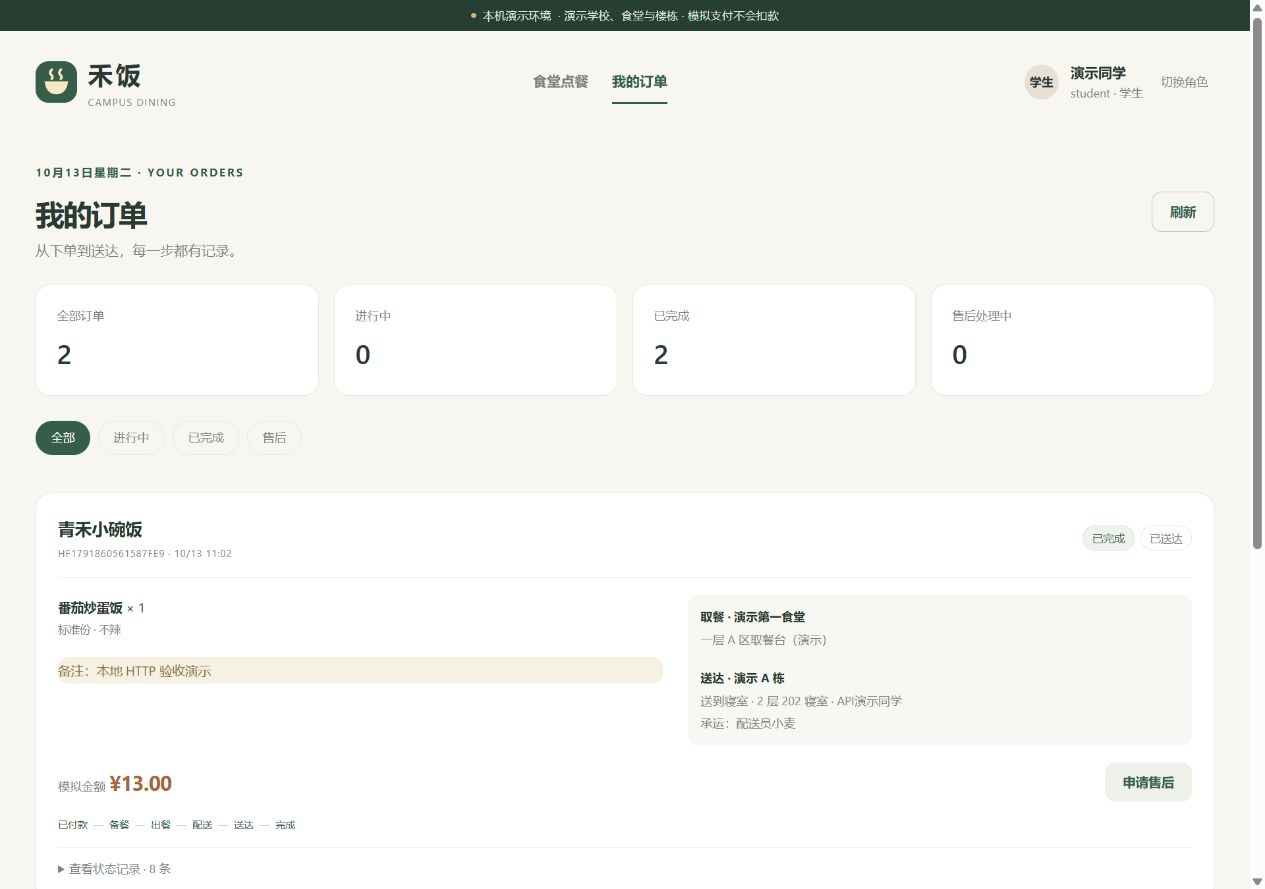 本机演示环境 · 演示学校、食堂与楼栋 · 模拟支付不会扣款
禾饭
CAMPUS DINING
食堂点餐
我的订单
学生
演示同学
student · 学生
切换角色
10月13日星期二 · YOUR ORDERS
我的订单
从下单到送达，每一步都有记录。
刷新
全部订单
2
进行中
0
已完成
2
售后处理中
0
全部
进行中
已完成
售后
青禾小碗饭
HF1791860561587FE9 · 10/13 11:02
已完成
已送达
番茄炒蛋饭 × 1
标准份 · 不辣
备注：本地 HTTP 验收演示
取餐 · 演示第一食堂
一层 A 区取餐台（演示）
送达 · 演示 A 栋
送到寝室 · 2 层 202 寝室 · API演示同学
承运：配送员小麦
模拟金额 ¥13.00
申请售后
已付款 — 备餐 — 出餐 — 配送 — 送达 — 完成
查看状态记录 · 8 条